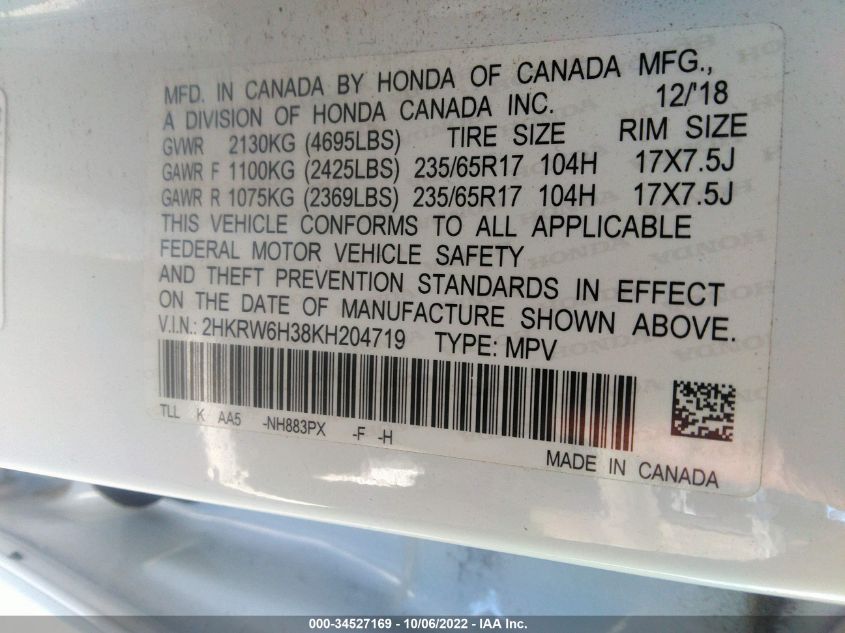 MFD. IN CANADA BY HONDA OF CANADA MFG.,
A DIVISION OF HONDA CANADA INC. 12/'18
GVWR 2130KG (4695LBS) TIRE SIZE RIM SIZE
GAWR F 1100KG (2425LBS) 235/65R17 104H 17X7.5J
GAWR R 1075KG (2369LBS) 235/65R17 104H 17X7.5J
THIS VEHICLE CONFORMS TO ALL APPLICABLE
FEDERAL MOTOR VEHICLE SAFETY
AND THEFT PREVENTION STANDARDS IN EFFECT
ON THE DATE OF MANUFACTURE SHOWN ABOVE.
V.I.N.: 2HKRW6H38KH204719 TYPE: MPV
TLL K AA5 -NH883PX -F -H
MADE IN CANADA
000-34527169 - 10/06/2022 - IAA Inc.